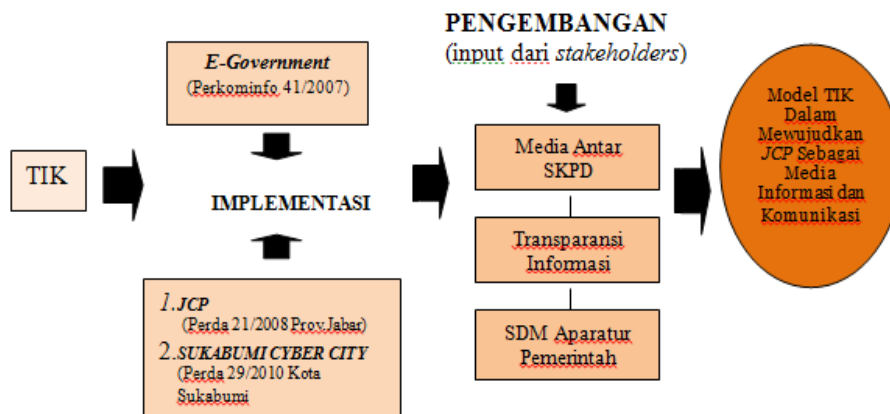 TIK
E-Government
(Perkominfo 41/2007)
IMPLEMENTASI
1.JCP
(Perda 21/2008 Prov.Jabar)
2.SUKABUMI CYBER CITY
(Perda 29/2010 Kota
Sukabumi
PENGEMBANGAN
(input dari stakeholders)
Media Antar
SKPD
Transparansi
Informasi
SDM Aparatur
Pemerintah
Model TIK
Dalam
Mewujudkan
JCP Sebagai
Media
Informasi dan
Komunikasi